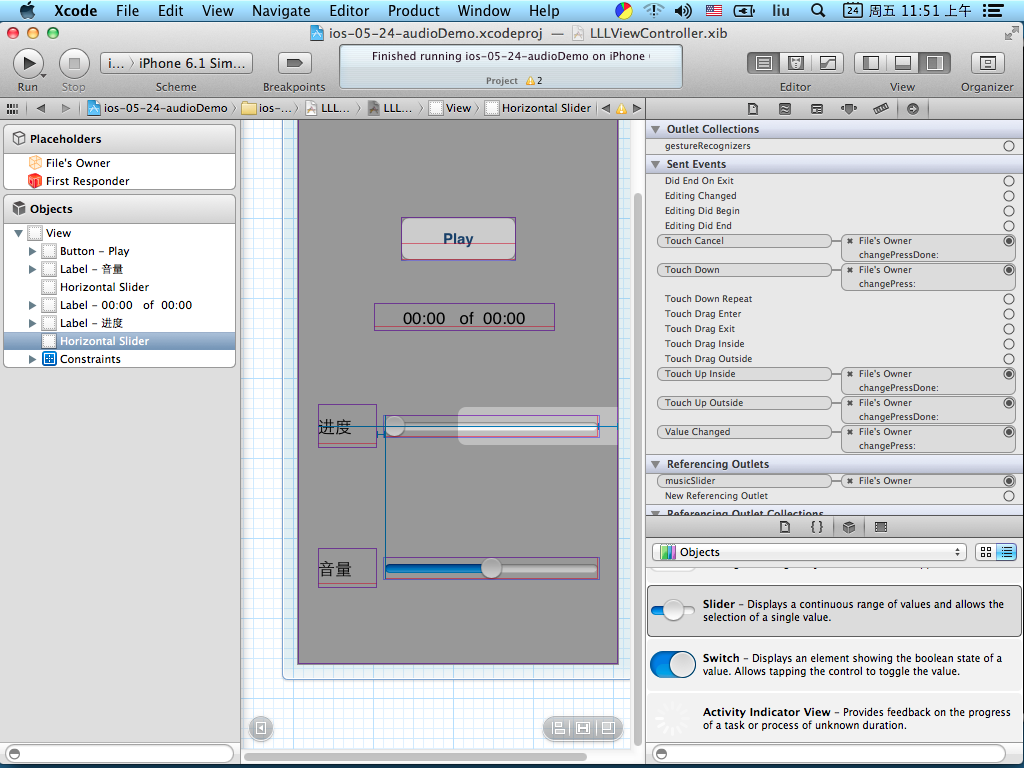 Xcode File Edit View Navigate Editor Product Window Help 24 liu 周五 11:51 上午
ios-05-24-audioDemo.xcodeproj — LLLViewController.xib
i... iPhone 6.1 Sim...
Finished running ios-05-24-audioDemo on iPhone
Project 2
Run Stop Scheme Breakpoints Editor View Organizer
ios-05-24-audioDemo ios-... LLL... LLL... View Horizontal Slider
Placeholders
File's Owner
First Responder
Objects
View
Button - Play
Label - 音量
Horizontal Slider
Label - 00:00 of 00:00
Label - 进度
Horizontal Slider
Constraints
Play
00:00 of 00:00
进度
音量
Outlet Collections
gestureRecognizers
Sent Events
Did End On Exit
Editing Changed
Editing Did Begin
Editing Did End
Touch Cancel File's Owner
changePressDone:
Touch Down File's Owner
changePress:
Touch Down Repeat
Touch Drag Enter
Touch Drag Exit
Touch Drag Inside
Touch Drag Outside
Touch Up Inside File's Owner
changePressDone:
Touch Up Outside File's Owner
changePressDone:
Value Changed File's Owner
changePress:
Referencing Outlets
musicSlider File's Owner
New Referencing Outlet
Referencing Outlet Collections
{ }
Objects
Slider - Displays a continuous range of values and allows the
selection of a single value.
Switch - Displays an element showing the boolean state of a
value. Allows tapping the control to toggle the value.
Activity Indicator View - Provides feedback on the progress
of a task or process of unknown duration.